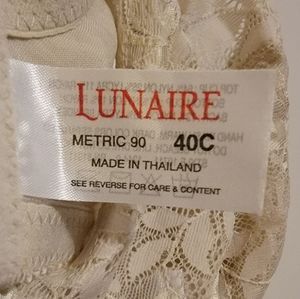 LUNAIRE
METRIC 90 40C
MADE IN THAILAND
SEE REVERSE FOR CARE & CONTENT